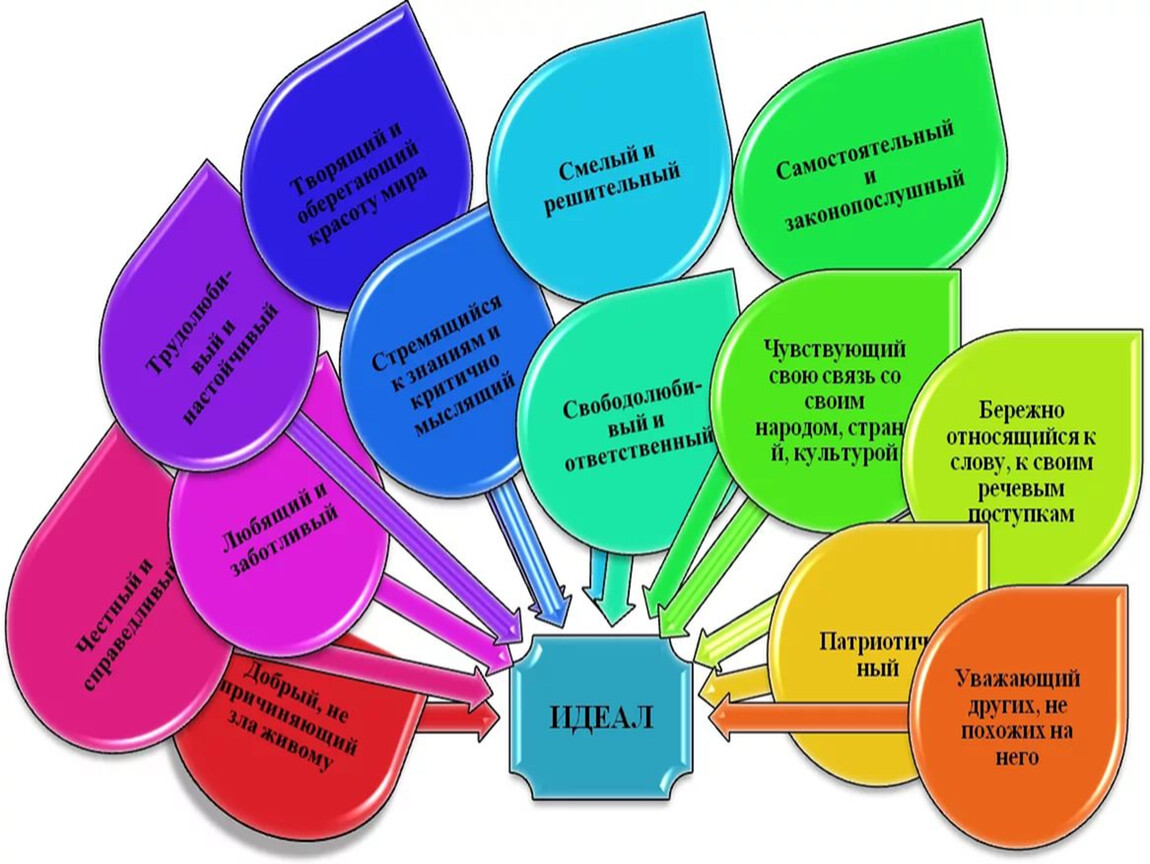 Творящий и
оберегающий
красоту мира
Смелый и
решительный
Самостоятельный
и
законопослушный
Трудолюби-
вый и
настойчивый
Стремящийся
к знаниям и
критично
мыслящий
Свободолюби-
вый и
ответственный
Чувствующий
свою связь со
своим
народом, стран
й, культурой
Бережно
относящийся к
слову, к своим
речевым
поступкам
Любящий и
заботливый
Честный и
справедливый
Добрый, не
причиняющий
зла живому
ИДЕАЛ
Патриотич
ный
Уважающий
других, не
похожих на
него